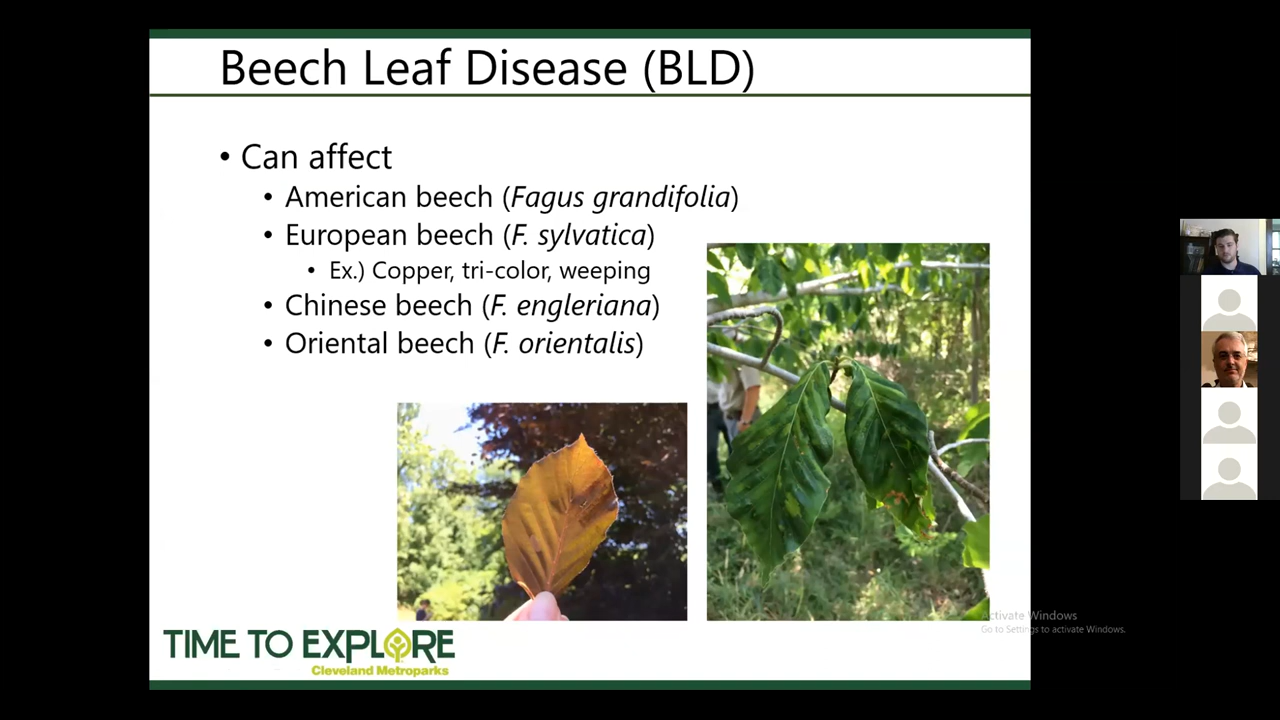 Beech Leaf Disease (BLD)
• Can affect
• American beech (Fagus grandifolia)
• European beech (F. sylvatica)
• Ex.) Copper, tri-color, weeping
• Chinese beech (F. engleriana)
• Oriental beech (F. orientalis)
TIME TO EXPLORE
Cleveland Metroparks
Activate Windows
Go to Settings to activate Windows.